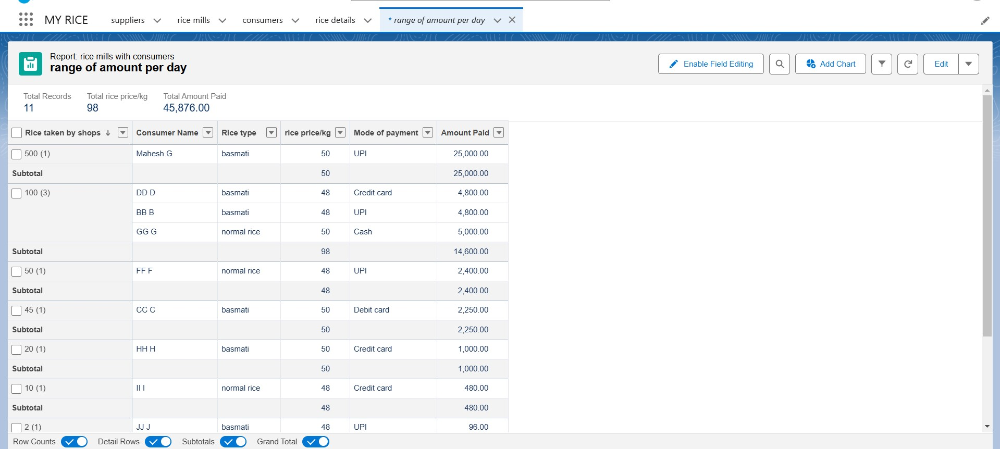 MY RICE suppliers rice mills consumers rice details * range of amount per day
Report: rice mills with consumers
range of amount per day
Enable Field Editing Add Chart Edit
Total Records Total rice price/kg Total Amount Paid
11 98 45,876.00
Rice taken by shops Consumer Name Rice type rice price/kg Mode of payment Amount Paid
500 (1) Mahesh G basmati 50 UPI 25,000.00
Subtotal 50 25,000.00
100 (3) DD D basmati 48 Credit card 4,800.00
BB B basmati 48 UPI 4,800.00
GG G normal rice 50 Cash 5,000.00
Subtotal 98 14,600.00
50 (1) FF F normal rice 48 UPI 2,400.00
Subtotal 48 2,400.00
45 (1) CC C basmati 50 Debit card 2,250.00
Subtotal 50 2,250.00
20 (1) HH H basmati 50 Credit card 1,000.00
Subtotal 50 1,000.00
10 (1) II I normal rice 48 Credit card 480.00
Subtotal 48 480.00
2 (1) JJ J basmati 48 UPI 96.00
Row Counts Detail Rows Subtotals Grand Total